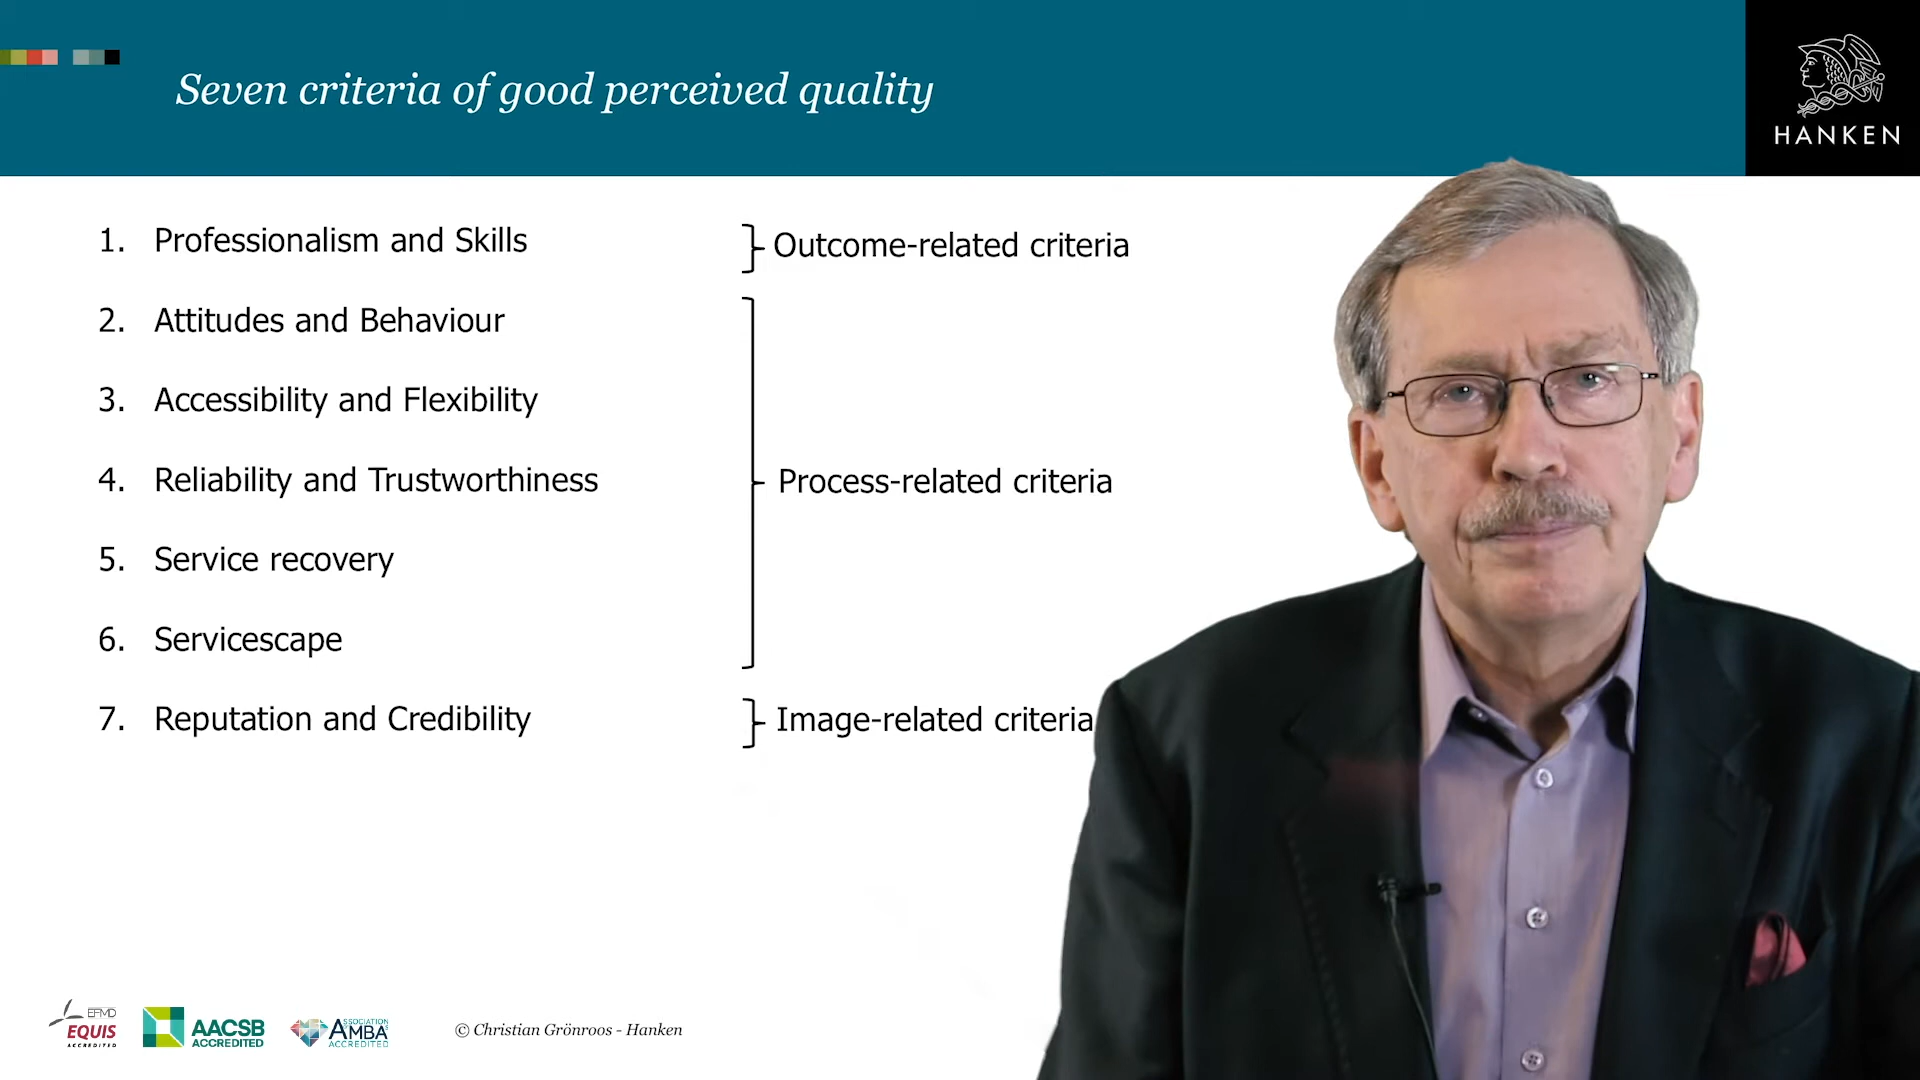 Seven criteria of good perceived quality
HANKEN
1. Professionalism and Skills
Outcome-related criteria
2. Attitudes and Behaviour
3. Accessibility and Flexibility
4. Reliability and Trustworthiness
Process-related criteria
5. Service recovery
6. Servicescape
7. Reputation and Credibility
Image-related criteria
EFMD
EQUIS
ACCREDITED
AACSB
ACCREDITED
ASSOCIATION
AMBA
ACCREDITED
© Christian Grönroos - Hanken